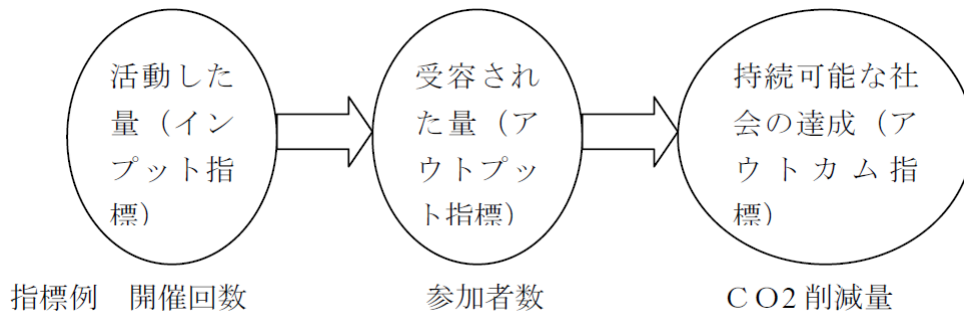 活動した
量（イン
プット指
標）
受容され
た量（ア
ウトプッ
ト指標）
持続可能な社
会の達成（ア
ウトカム指
標）
指標例　開催回数　参加者数　ＣＯ2削減量